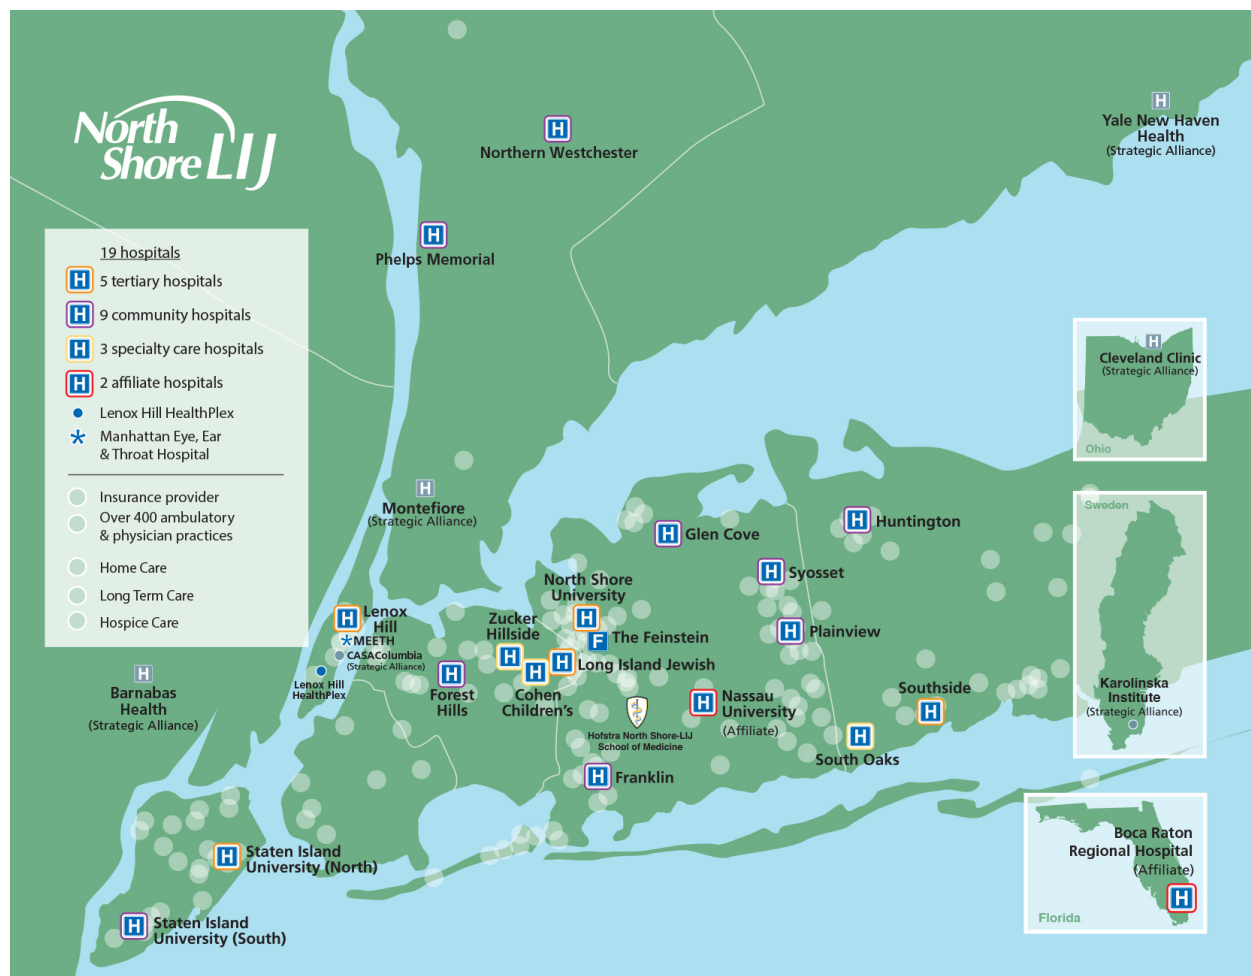 North
Shore LIJ
19 hospitals
H 5 tertiary hospitals
H 9 community hospitals
H 3 specialty care hospitals
H 2 affiliate hospitals
Lenox Hill HealthPlex
* Manhattan Eye, Ear
& Throat Hospital
Insurance provider
Over 400 ambulatory
& physician practices
Home Care
Long Term Care
Hospice Care
H
Northern Westchester
H
Phelps Memorial
H
Yale New Haven
Health
(Strategic Alliance)
H
Cleveland Clinic
(Strategic Alliance)
Ohio
H
Montefiore
(Strategic Alliance)
H Glen Cove
H Huntington
H Syosset
H Plainview
North Shore
University
H
F The Feinstein
Zucker
Hillside
H
H Long Island Jewish
H
Cohen
Children's
H Lenox
Hill
* MEETH
CASAColumbia
(Strategic Alliance)
Lenox Hill
HealthPlex
H
Forest
Hills
H
Barnabas
Health
(Strategic Alliance)
Hofstra North Shore-LIJ
School of Medicine
H Nassau
University
(Affiliate)
Southside
H
H
South Oaks
H Franklin
Sweden
Karolinska
Institute
(Strategic Alliance)
H Staten Island
University (North)
H Staten Island
University (South)
Boca Raton
Regional Hospital
(Affiliate)
H
Florida